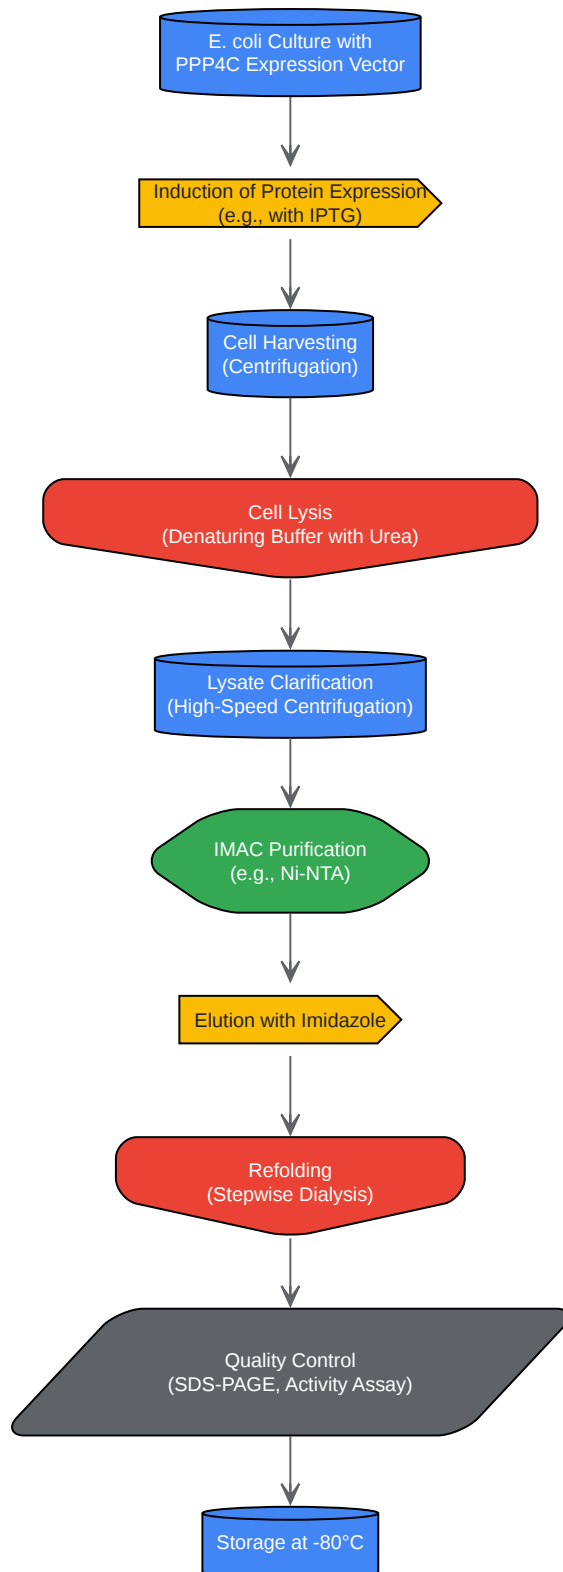 E. coli Culture with
PPP4C Expression Vector
Induction of Protein Expression
(e.g., with IPTG)
Cell Harvesting
(Centrifugation)
Cell Lysis
(Denaturing Buffer with Urea)
Lysate Clarification
(High-Speed Centrifugation)
IMAC Purification
(e.g., Ni-NTA)
Elution with Imidazole
Refolding
(Stepwise Dialysis)
Quality Control
(SDS-PAGE, Activity Assay)
Storage at -80°C